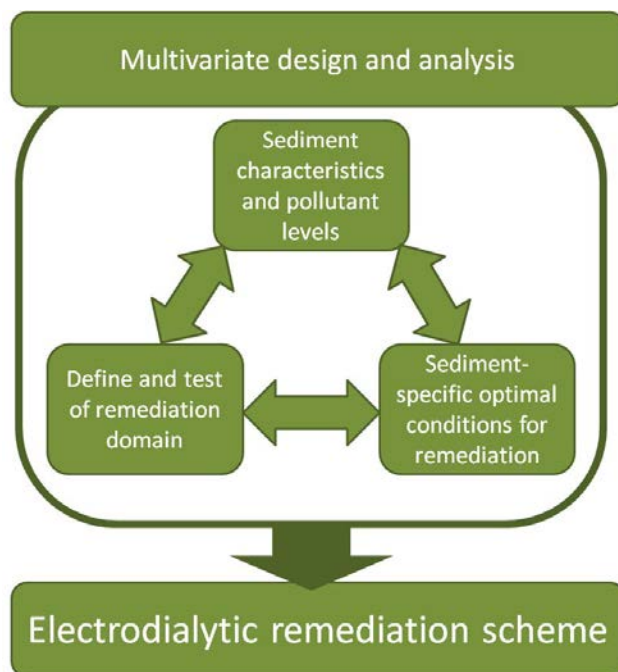 Multivariate design and analysis
Sediment
characteristics
and pollutant
levels
Define and test
of remediation
domain
Sediment-
specific optimal
conditions for
remediation
Electrodialytic remediation scheme